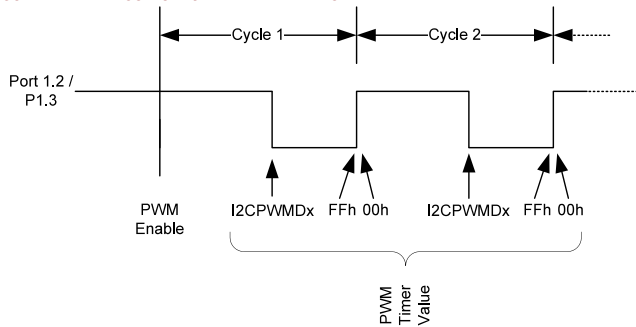 Cycle 1
Cycle 2
Port 1.2 /
P1.3
PWM
Enable
I2CPWMDx
FFh 00h
I2CPWMDx
FFh 00h
PWM
Timer
Value